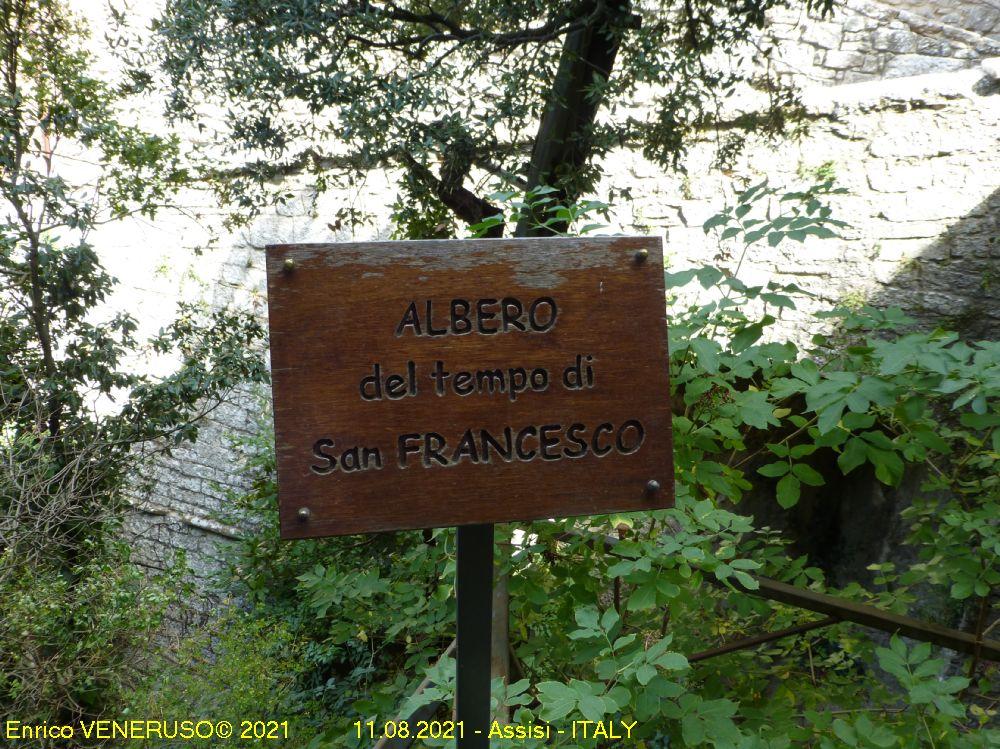 ALBERO
del tempo di
San FRANCESCO
Enrico VENERUSO© 2021 11.08.2021 - Assisi - ITALY